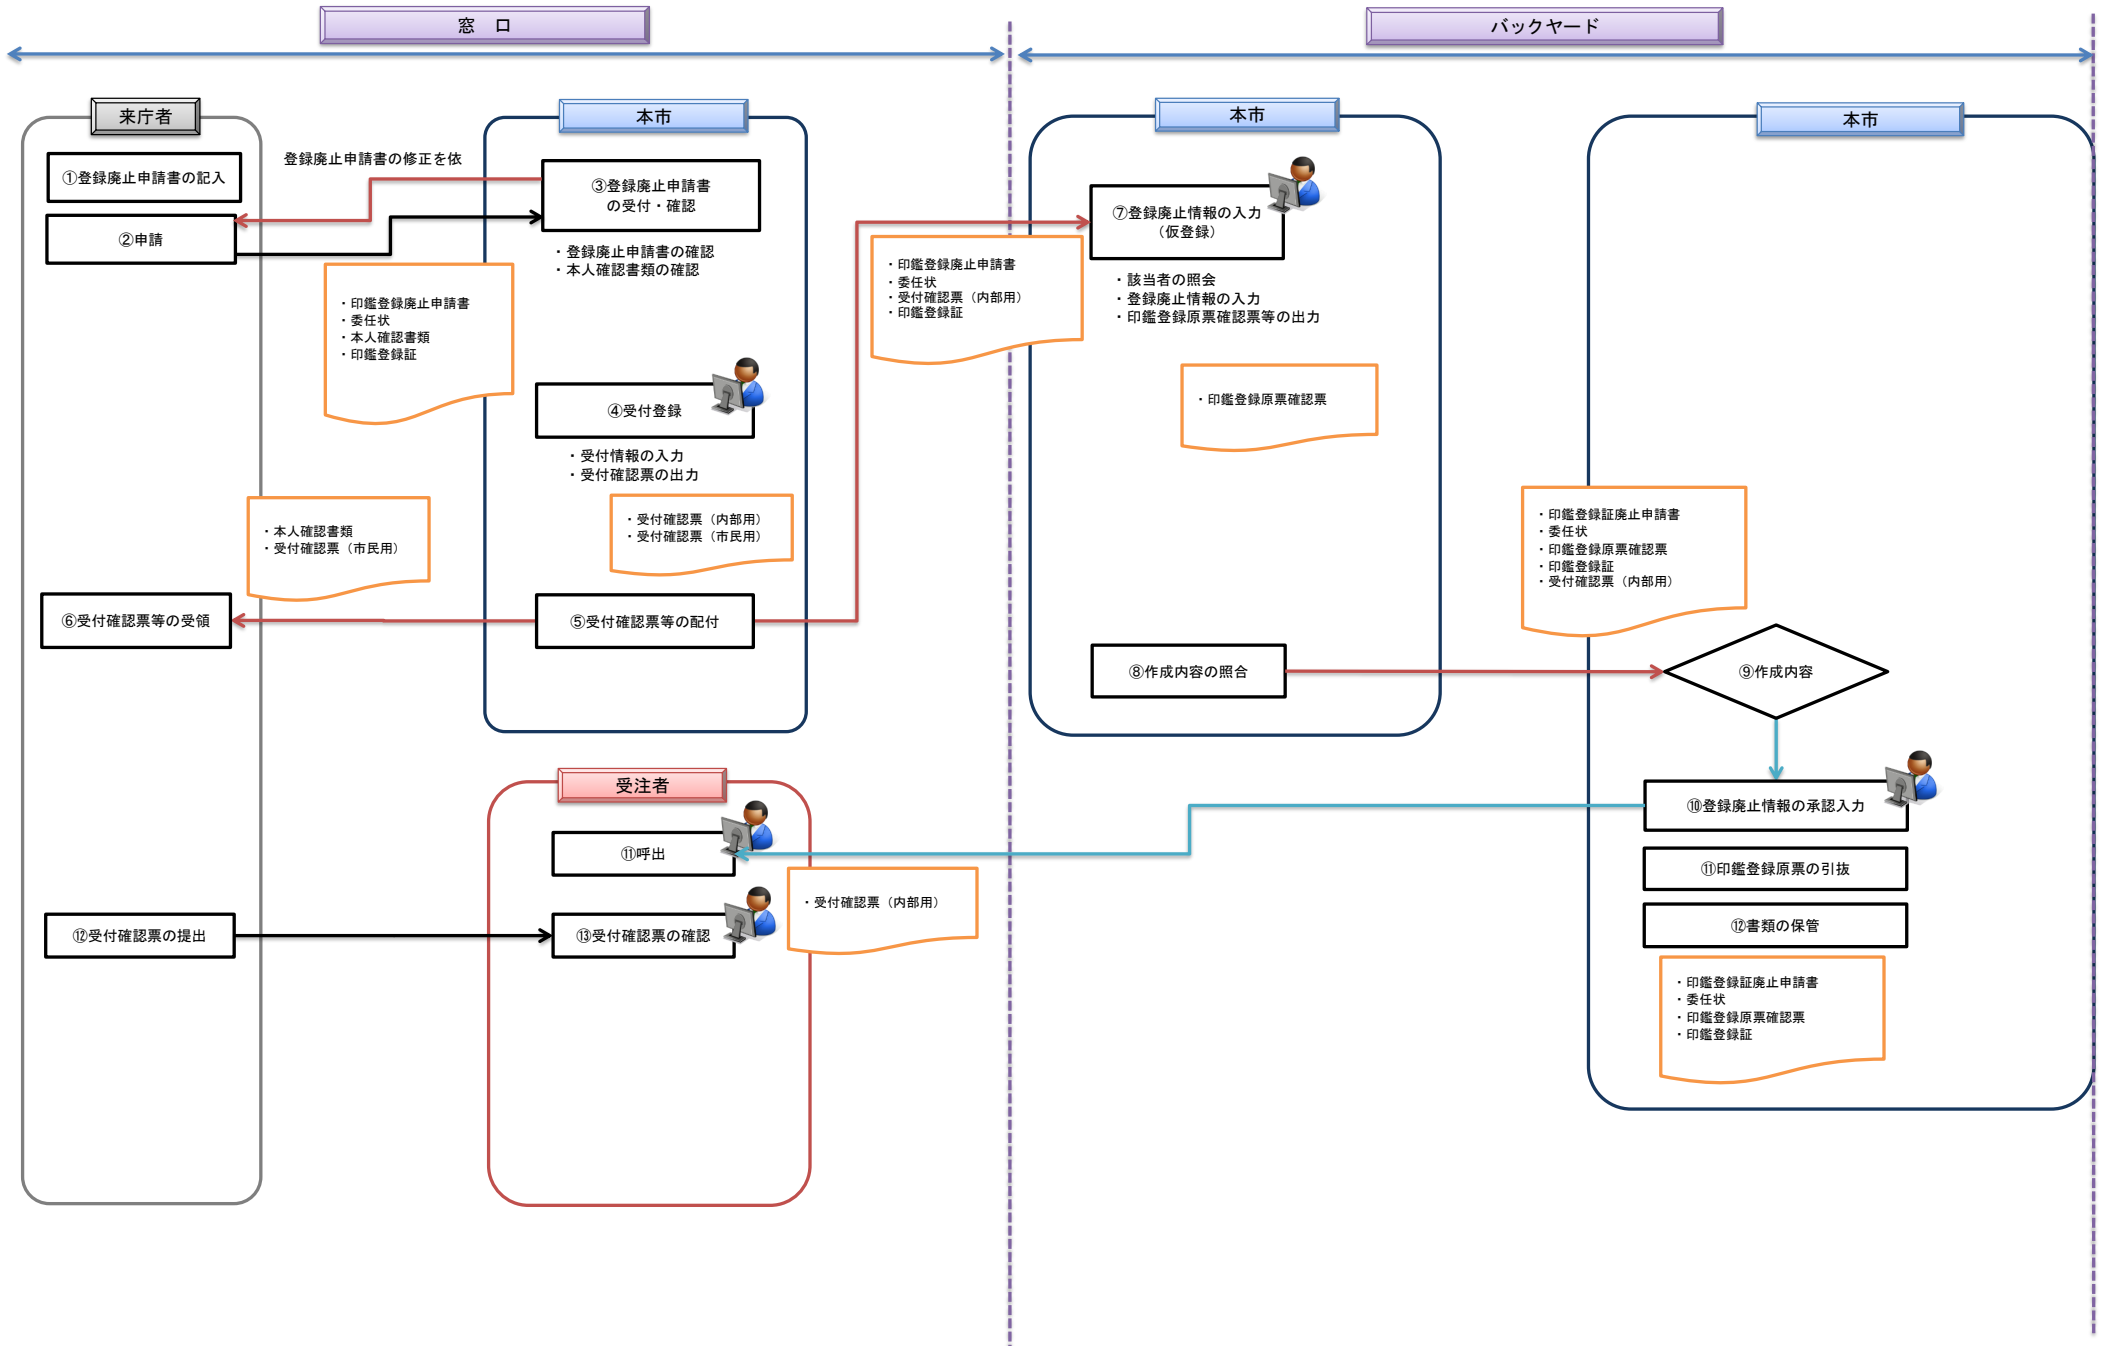 窓　口
バックヤード
来庁者
本市
本市
本市
①登録廃止申請書の記入
登録廃止申請書の修正を依
②申請
③登録廃止申請書
の受付・確認
・登録廃止申請書の確認
・本人確認書類の確認
・印鑑登録廃止申請書
・委任状
・本人確認書類
・印鑑登録証
④受付登録
・受付情報の入力
・受付確認票の出力
・受付確認票（内部用）
・受付確認票（市民用）
・本人確認書類
・受付確認票（市民用）
⑤受付確認票等の配付
⑥受付確認票等の受領
・印鑑登録廃止申請書
・委任状
・受付確認票（内部用）
・印鑑登録証
⑦登録廃止情報の入力
（仮登録）
・該当者の照会
・登録廃止情報の入力
・印鑑登録原票確認票等の出力
・印鑑登録原票確認票
⑧作成内容の照合
・印鑑登録証廃止申請書
・委任状
・印鑑登録原票確認票
・印鑑登録証
・受付確認票（内部用）
⑨作成内容
⑩登録廃止情報の承認入力
⑪印鑑登録原票の引抜
⑫書類の保管
・印鑑登録証廃止申請書
・委任状
・印鑑登録原票確認票
・印鑑登録証
受注者
⑪呼出
・受付確認票（内部用）
⑫受付確認票の提出
⑬受付確認票の確認